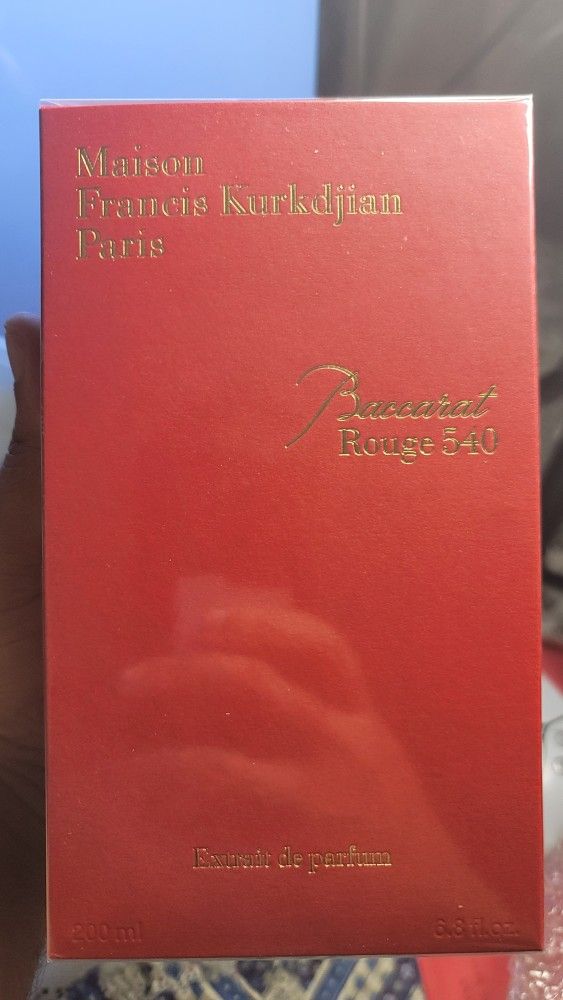 Maison
Francis Kurkdjian
Paris
Baccarat
Rouge 540
Extrait de parfum
200 ml 6.8 fl.oz.